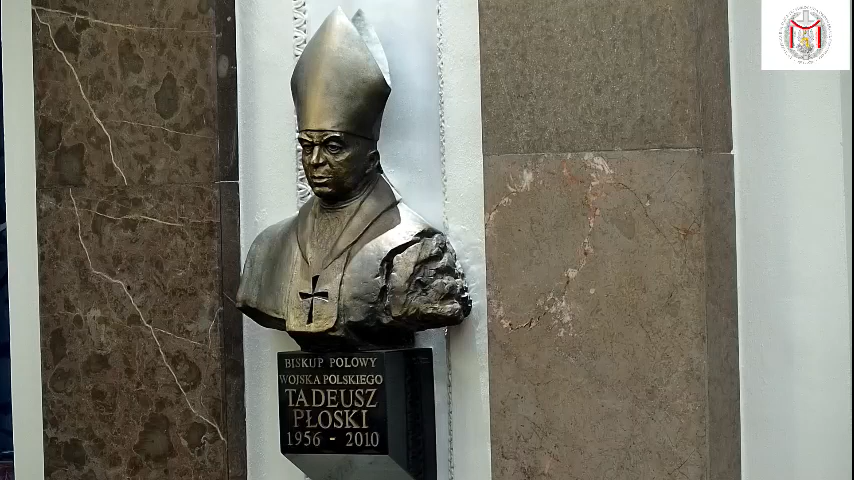 BISKUP POLOWY
WOJSKA POLSKIEGO
TADEUSZ
PŁOSKI
1956 - 2010